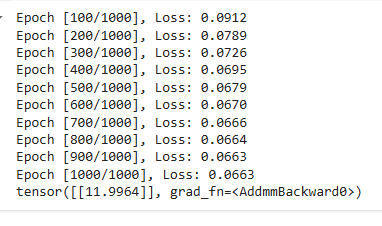 Epoch [100/1000], Loss: 0.0912
Epoch [200/1000], Loss: 0.0789
Epoch [300/1000], Loss: 0.0726
Epoch [400/1000], Loss: 0.0695
Epoch [500/1000], Loss: 0.0679
Epoch [600/1000], Loss: 0.0670
Epoch [700/1000], Loss: 0.0666
Epoch [800/1000], Loss: 0.0664
Epoch [900/1000], Loss: 0.0663
Epoch [1000/1000], Loss: 0.0663
tensor([[11.9964]], grad_fn=<AddmmBackward0>)